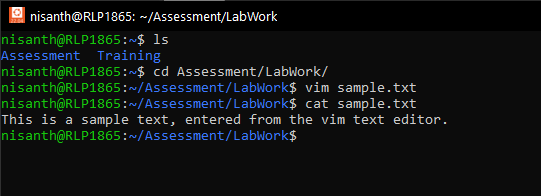 nisanth@RLP1865: ~/Assessment/LabWork
nisanth@RLP1865:~$ ls
Assessment  Training
nisanth@RLP1865:~$ cd Assessment/LabWork/
nisanth@RLP1865:~/Assessment/LabWork$ vim sample.txt
nisanth@RLP1865:~/Assessment/LabWork$ cat sample.txt
This is a sample text, entered from the vim text editor.
nisanth@RLP1865:~/Assessment/LabWork$